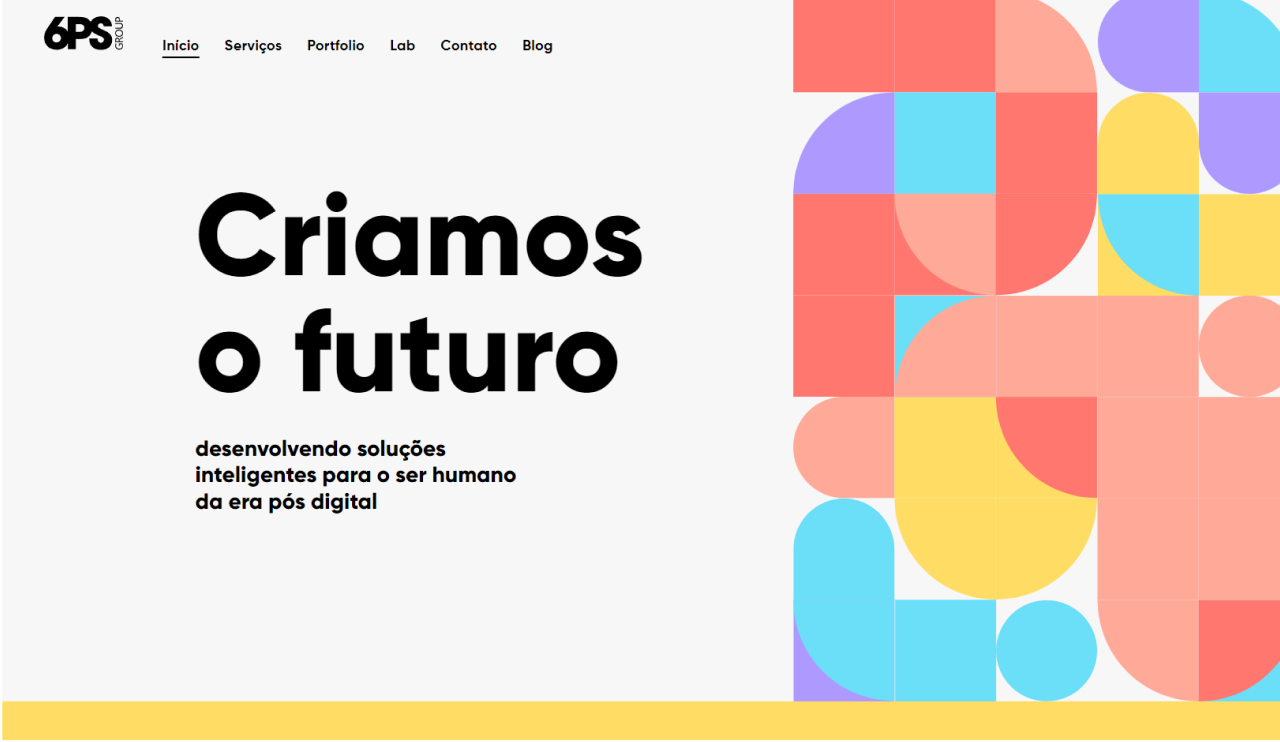 6PS GROUP
Início Serviços Portfolio Lab Contato Blog
Criamos
o futuro
desenvolvendo soluções
inteligentes para o ser humano
da era pós digital